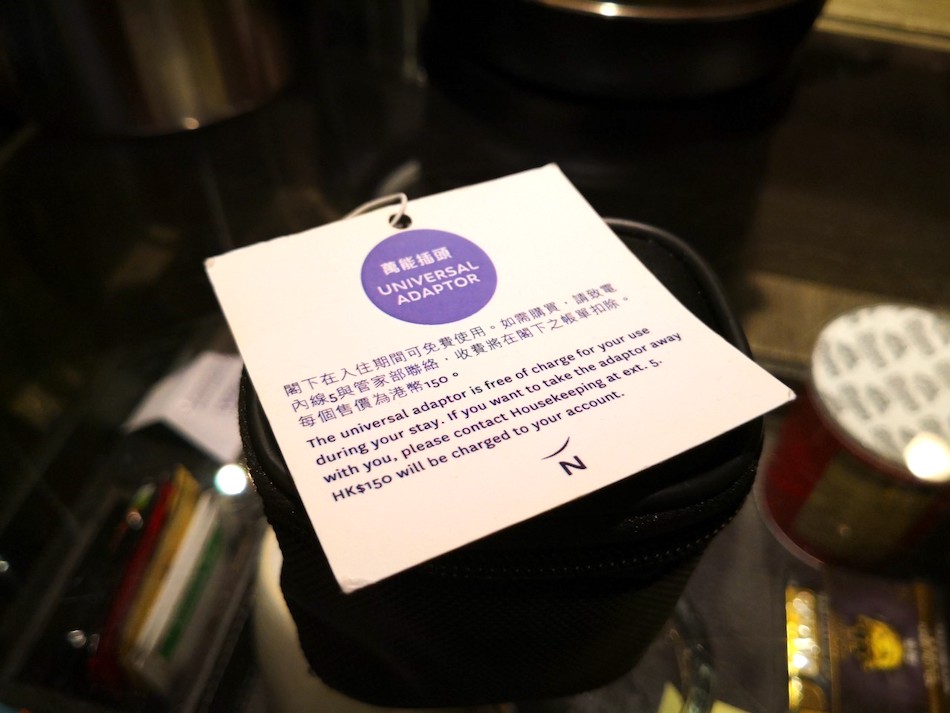 萬能插頭
UNIVERSAL
ADAPTOR
閣下在入住期間可免費使用。如需購買，請致電
內線5與管家部聯絡，收費將在閣下之帳單扣除。
每個售價為港幣150。
The universal adaptor is free of charge for your use
during your stay. If you want to take the adaptor away
with you, please contact Housekeeping at ext. 5.
HK$150 will be charged to your account.
N